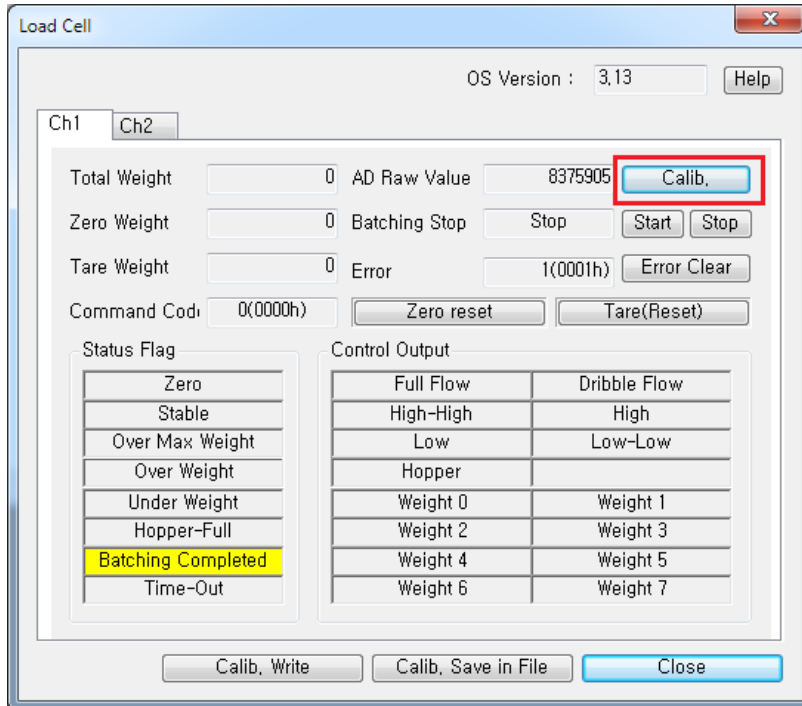 Load Cell
OS Version : 3.13 Help
Ch1 Ch2
Total Weight 0 AD Raw Value 8375905 Calib.
Zero Weight 0 Batching Stop Stop Start Stop
Tare Weight 0 Error 1(0001h) Error Clear
Command Codı 0(0000h) Zero reset Tare(Reset)
Status Flag Control Output
Zero Full Flow Dribble Flow
Stable High-High High
Over Max Weight Low Low-Low
Over Weight Hopper
Under Weight Weight 0 Weight 1
Hopper-Full Weight 2 Weight 3
Batching Completed Weight 4 Weight 5
Time-Out Weight 6 Weight 7
Calib. Write Calib. Save in File Close